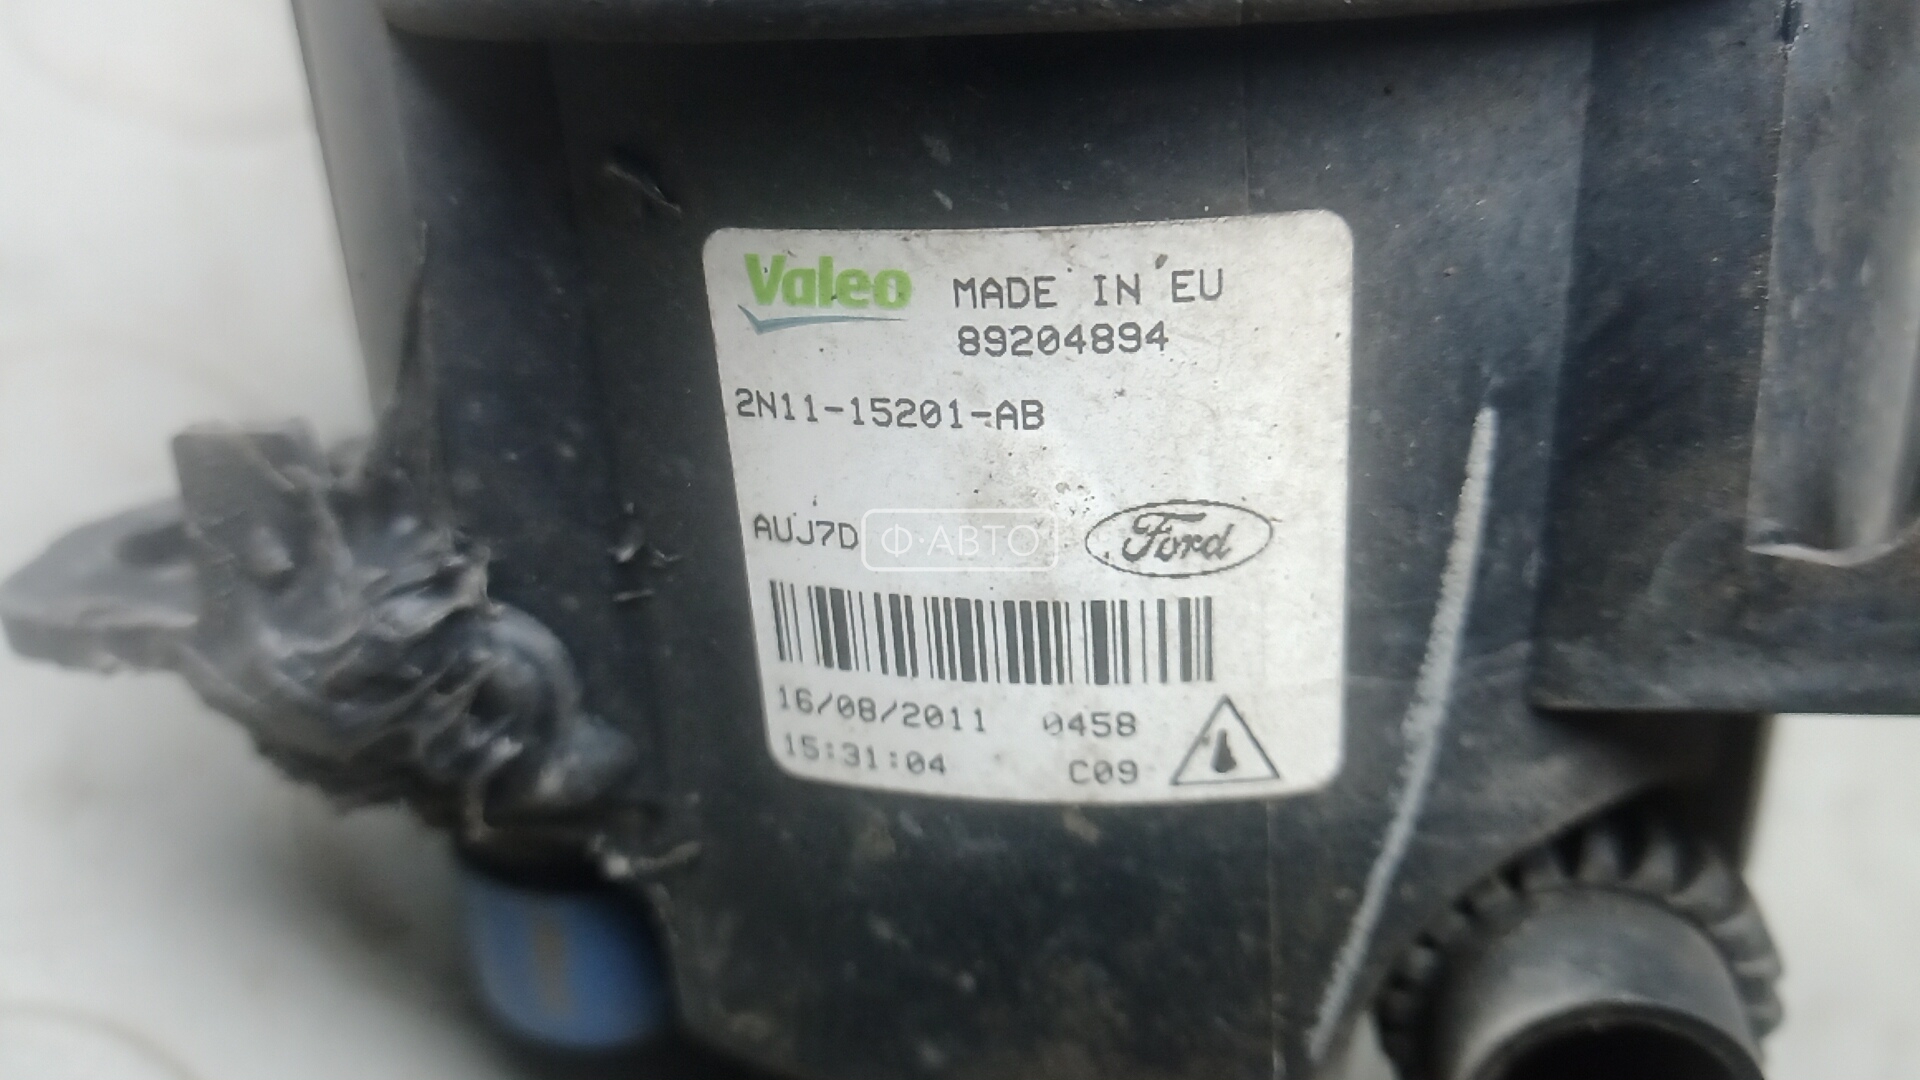 Valeo MADE IN EU
89204894
2N11-15201-AB
AUJ7D Ф·АВТО Ford
16/08/2011 0458
15:31:04 C09